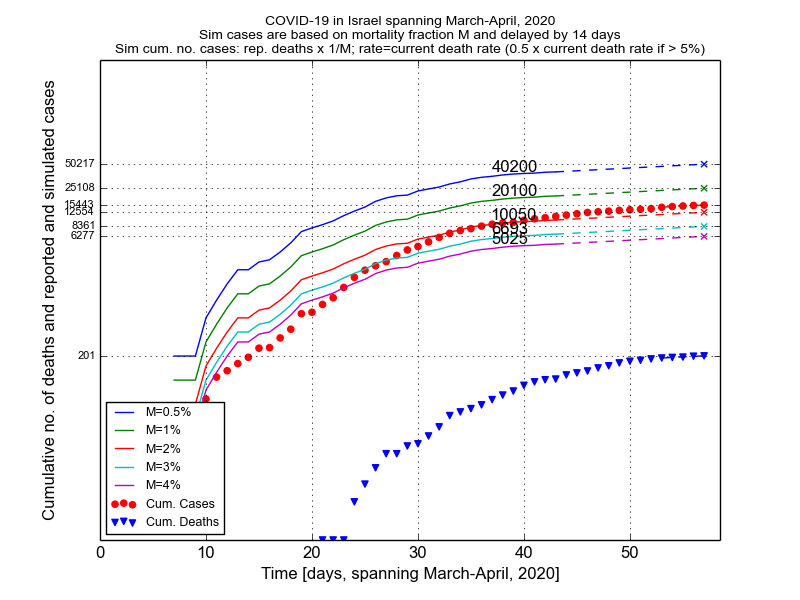 COVID-19 in Israel spanning March-April, 2020
Sim cases are based on mortality fraction M and delayed by 14 days
Sim cum. no. cases: rep. deaths x 1/M; rate=current death rate (0.5 x current death rate if > 5%)
Cumulative no. of deaths and reported and simulated cases
50217
25108
15443
12554
8361
6277
201
40200
20100
10050
5025
M=0.5%
M=1%
M=2%
M=3%
M=4%
Cum. Cases
Cum. Deaths
0 10 20 30 40 50
Time [days, spanning March-April, 2020]